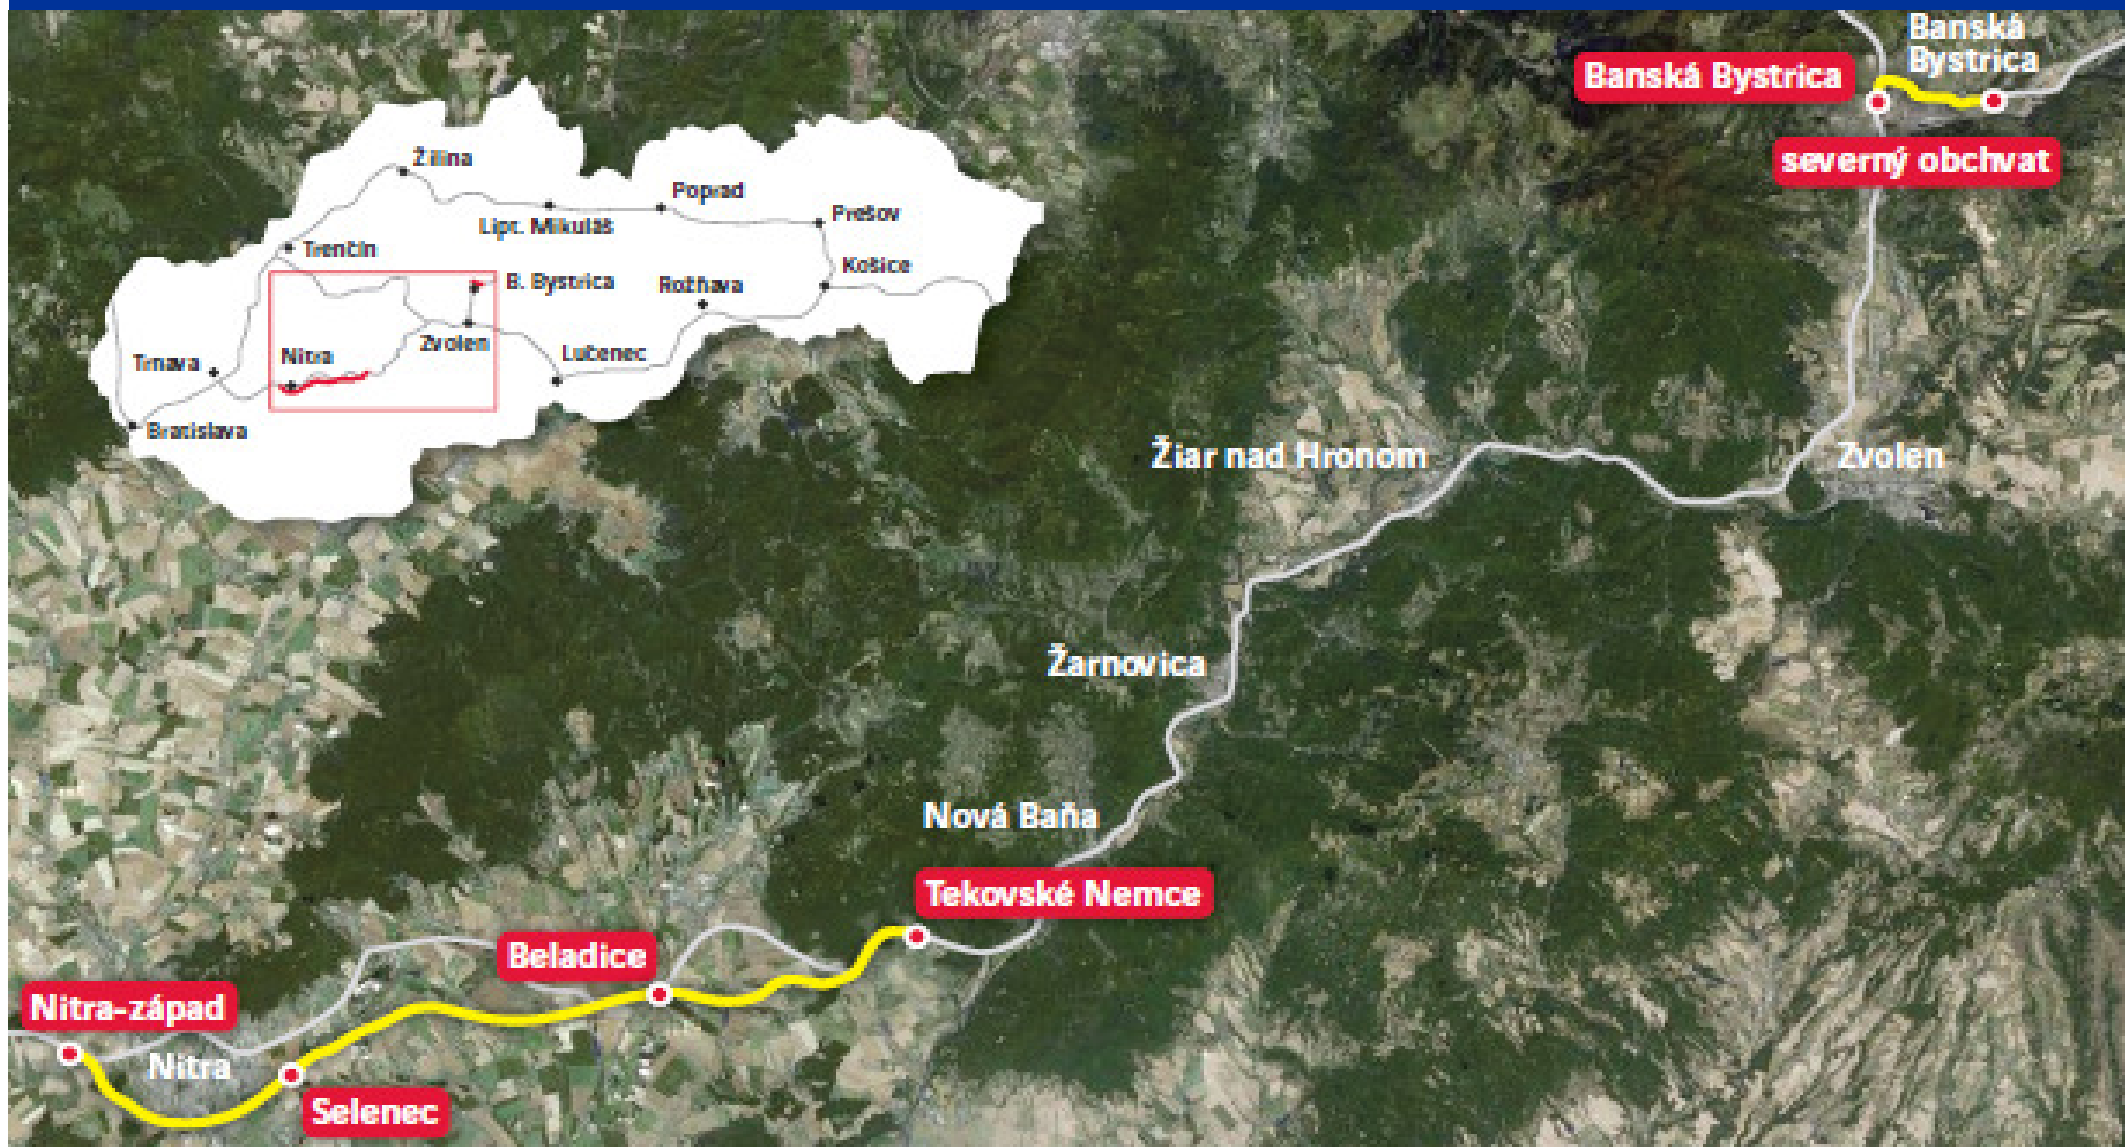 Banská
Bystrica
Banská Bystrica
severný obchvat
Žilina
Poprad
Lipt. Mikuláš
Prešov
Trenčín
Košice
B. Bystrica
Rožňava
Zvolen
Nitra
Lučenec
Trnava
Bratislava
Žiar nad Hronom
Zvolen
Žarnovica
Nová Baňa
Tekovské Nemce
Beladice
Nitra-západ
Nitra
Selenec